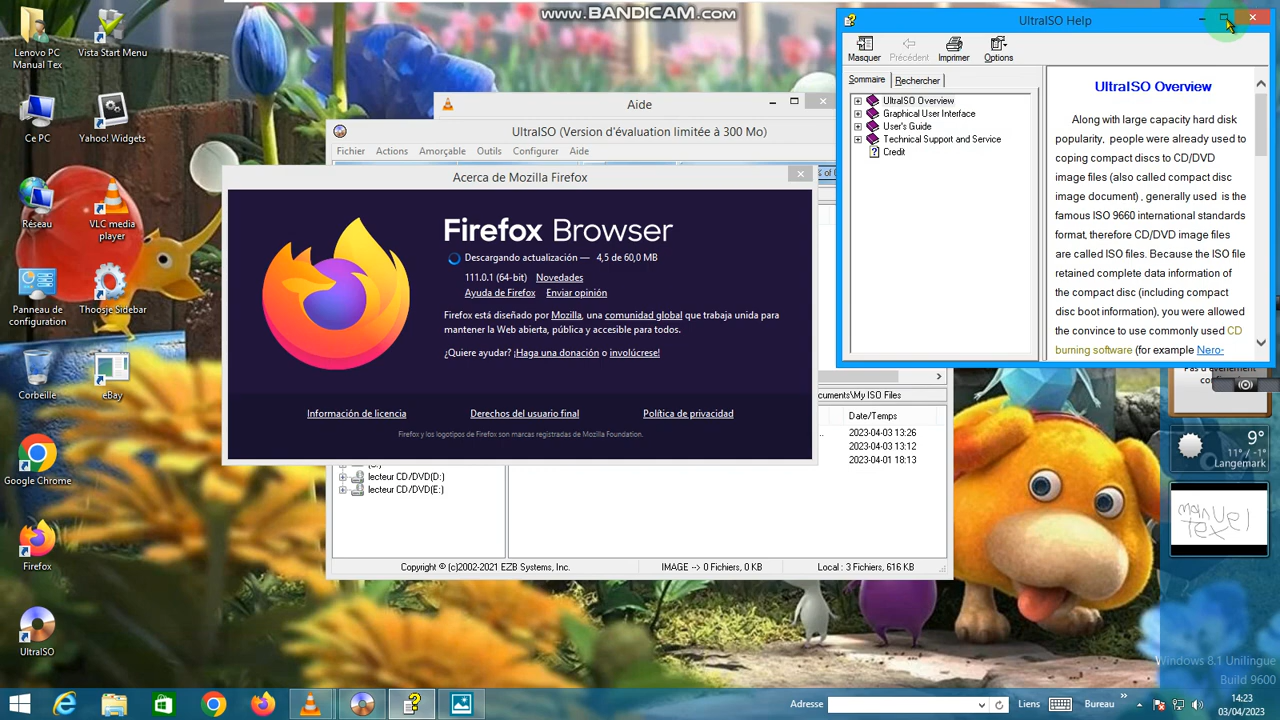 www.BANDICAM.com
Lenovo PC
Manual Tex
Vista Start Menu
Ce PC
Yahoo! Widgets
Réseau
VLC media
player
Panneau de
configuration
Thoosje Sidebar
Corbeille
eBay
Google Chrome
Firefox
UltraISO
Aide
UltraISO (Version d'évaluation limitée à 300 Mo)
Fichier Actions Amorçable Outils Configurer Aide
Acerca de Mozilla Firefox
Firefox Browser
Descargando actualización — 4,5 de 60,0 MB
111.0.1 (64-bit) Novedades
Ayuda de Firefox Enviar opinión
Firefox está diseñado por Mozilla, una comunidad global que trabaja unida para
mantener la Web abierta, pública y accesible para todos.
¿Quiere ayudar? ¡Haga una donación o involúcrese!
Información de licencia Derechos del usuario final Política de privacidad
Firefox y los logotipos de Firefox son marcas registradas de Mozilla Foundation.
lecteur CD/DVD(D:)
lecteur CD/DVD(E:)
cuments\My ISO Files
Date/Temps
2023-04-03 13:26
2023-04-03 13:12
2023-04-01 18:13
Copyright © (c)2002-2021 EZB Systems, Inc. IMAGE --> 0 Fichiers, 0 KB Local : 3 Fichiers, 616 KB
UltraISO Help
Masquer Précédent Imprimer Options
Sommaire Rechercher
UltraISO Overview
Graphical User Interface
User's Guide
Technical Support and Service
Credit
UltraISO Overview
Along with large capacity hard disk
popularity, people were already used to
coping compact discs to CD/DVD
image files (also called compact disc
image document) , generally used is the
famous ISO 9660 international standards
format, therefore CD/DVD image files
are called ISO files. Because the ISO file
retained complete data information of
the compact disc (including compact
disc boot information), you were allowed
the convince to use commonly used CD
burning software (for example Nero-
9°
11° / -1°
Langemark
manuel
tex
Windows 8.1 Unilingue
Build 9600
Adresse Liens Bureau
14:23
03/04/2023